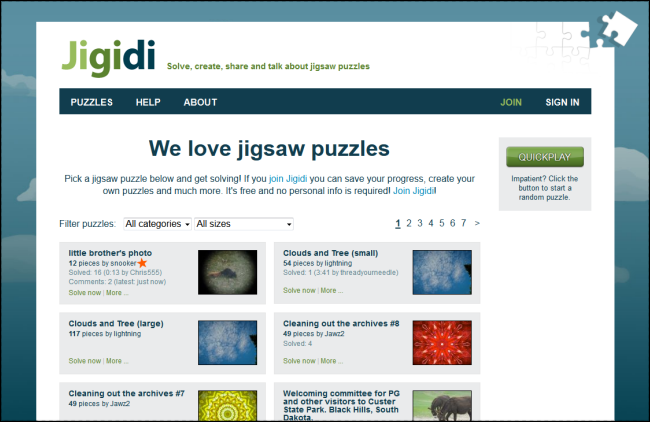 Jigidi
Solve, create, share and talk about jigsaw puzzles
PUZZLES HELP ABOUT JOIN SIGN IN
We love jigsaw puzzles
Pick a jigsaw puzzle below and get solving! If you join Jigidi you can save your progress, create your
own puzzles and much more. It's free and no personal info is required! Join Jigidi!
QUICKPLAY
Impatient? Click the
button to start a
random puzzle.
Filter puzzles: All categories All sizes 1 2 3 4 5 6 7 >
little brother's photo
12 pieces by snooker
Solved: 16 (0:13 by Chris555)
Comments: 2 (latest: just now)
Solve now | More ...
Clouds and Tree (small)
54 pieces by lightning
Solved: 1 (3:41 by threadyourneedle)
Solve now | More ...
Clouds and Tree (large)
117 pieces by lightning
Solve now | More ...
Cleaning out the archives #8
49 pieces by Jawz2
Solved: 4
Solve now | More ...
Cleaning out the archives #7
49 pieces by Jawz2
Welcoming committee for PG
and other visitors to Custer
State Park. Black Hills, South
Dakota.